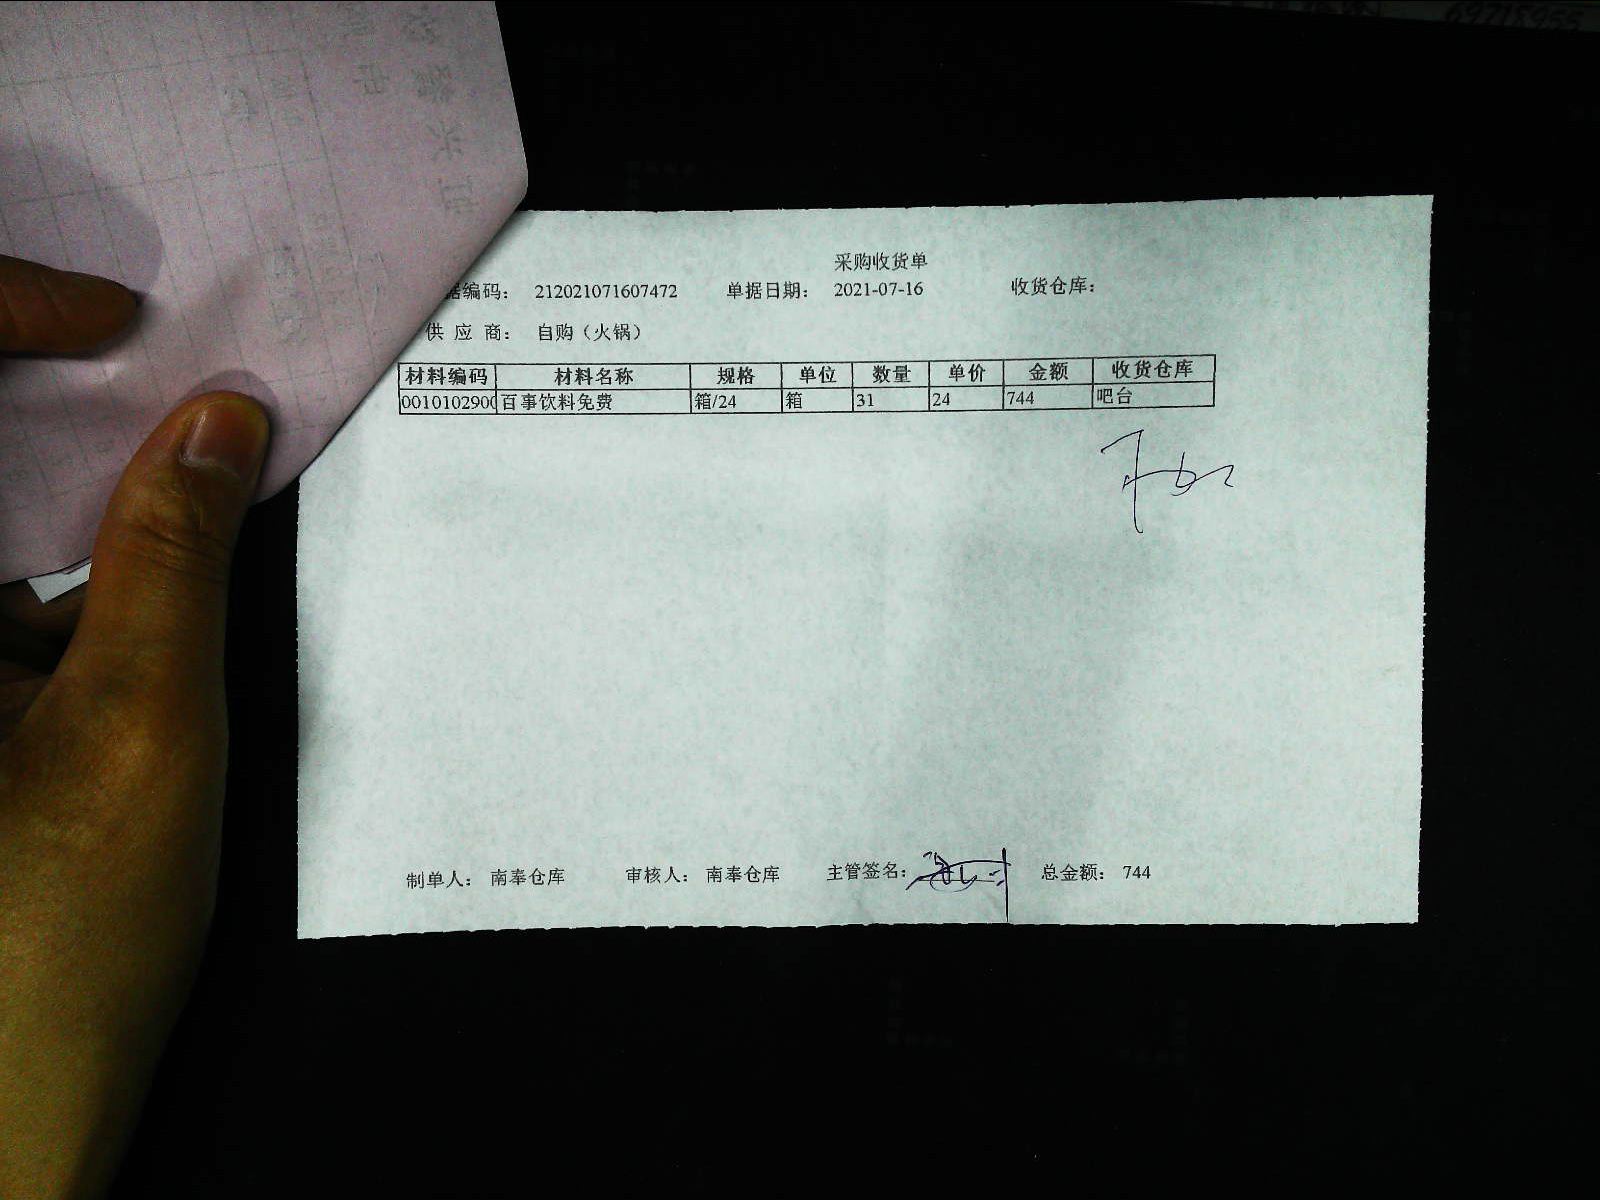 采购收货单
据编码： 212021071607472 单据日期： 2021-07-16 收货仓库：
供 应 商： 自购（火锅）
材料编码 材料名称 规格 单位 数量 单价 金额 收货仓库
0010102900 百事饮料免费 箱/24 箱 31 24 744 吧台
制单人： 南奉仓库 审核人： 南奉仓库 主管签名： 总金额： 744